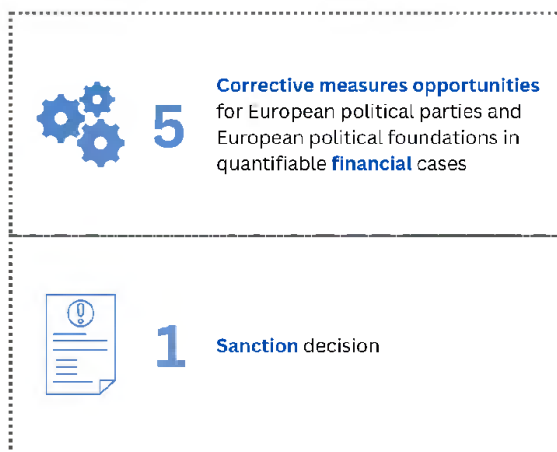 5
Corrective measures opportunities
for European political parties and
European political foundations in
quantifiable financial cases
1
Sanction decision